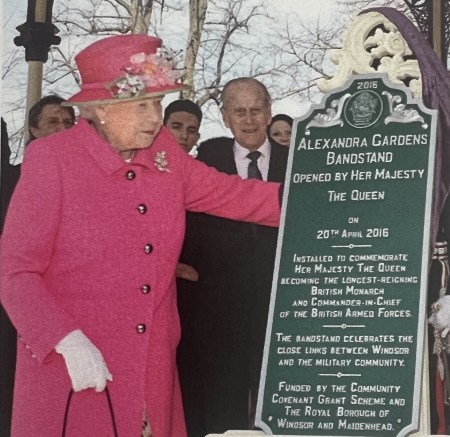 2016
ALEXANDRA GARDENS
BANDSTAND
OPENED BY HER MAJESTY
THE QUEEN
ON
20TH APRIL 2016
INSTALLED TO COMMEMORATE
HER MAJESTY THE QUEEN
BECOMING THE LONGEST-REIGNING
BRITISH MONARCH
AND COMMANDER-IN-CHIEF
OF THE BRITISH ARMED FORCES.
THE BANDSTAND CELEBRATES THE
CLOSE LINKS BETWEEN WINDSOR
AND THE MILITARY COMMUNITY.
FUNDED BY THE COMMUNITY
COVENANT GRANT SCHEME AND
THE ROYAL BOROUGH OF
WINDSOR AND MAIDENHEAD.